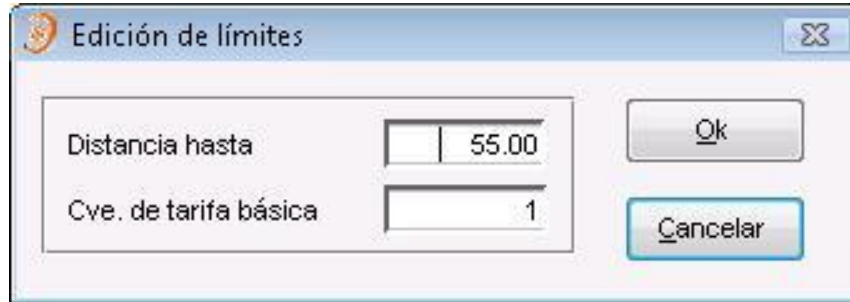 Edición de límites
Distancia hasta 55.00
Ok
Cve. de tarifa básica 1
Cancelar